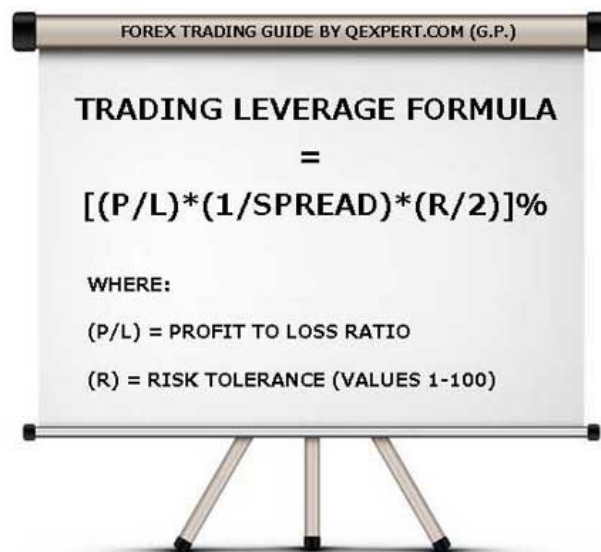 FOREX TRADING GUIDE BY QEXPERT.COM (G.P.)
TRADING LEVERAGE FORMULA
=
[(P/L)*(1/SPREAD)*(R/2)]%
WHERE:
(P/L) = PROFIT TO LOSS RATIO
(R) = RISK TOLERANCE (VALUES 1-100)